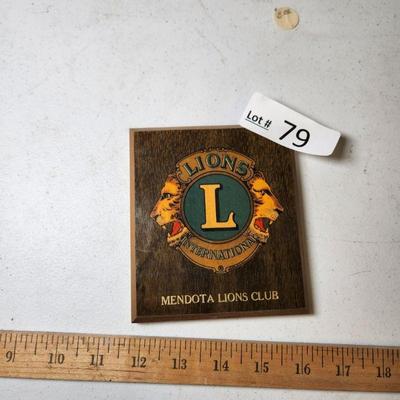 Lot # 79
LIONS
L
INTERNATIONAL
®
MENDOTA LIONS CLUB
9 10 11 12 13 14 15 16 17 18